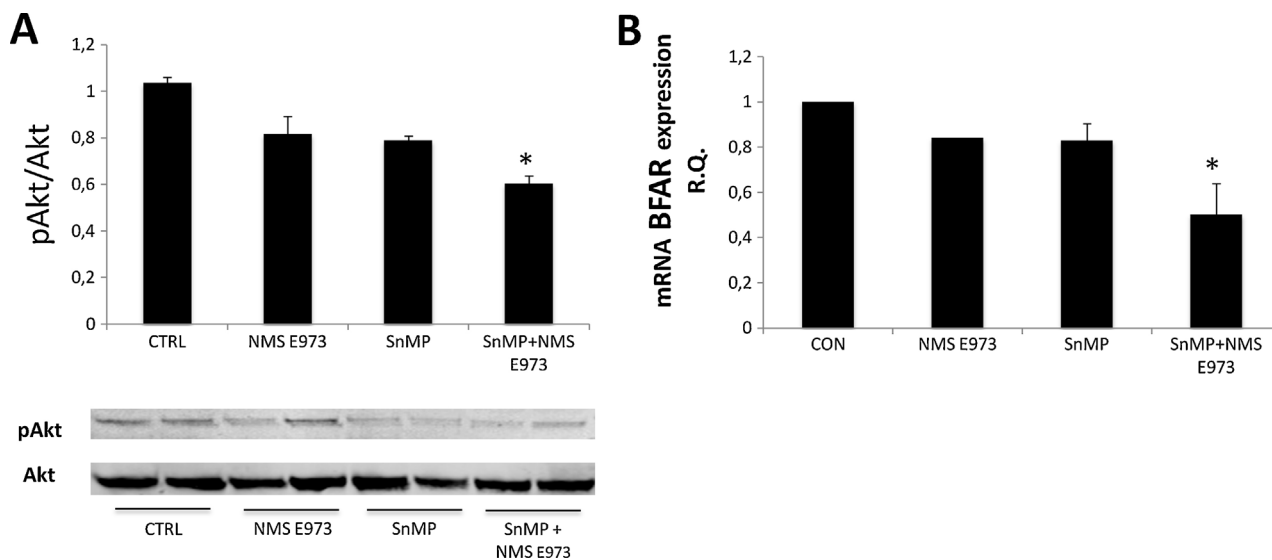 A
1,2
1
0,8
0,6
0,4
0,2
0
pAkt/Akt
*
CTRL
NMS E973
SnMP
SnMP+NMS
E973
pAkt
Akt
CTRL
NMS E973
SnMP
SnMP +
NMS E973
B
1,2
1
0,8
0,6
0,4
0,2
0
mRNA BFAR expression
R.Q.
*
CON
NMS E973
SnMP
SnMP+NMS
E973